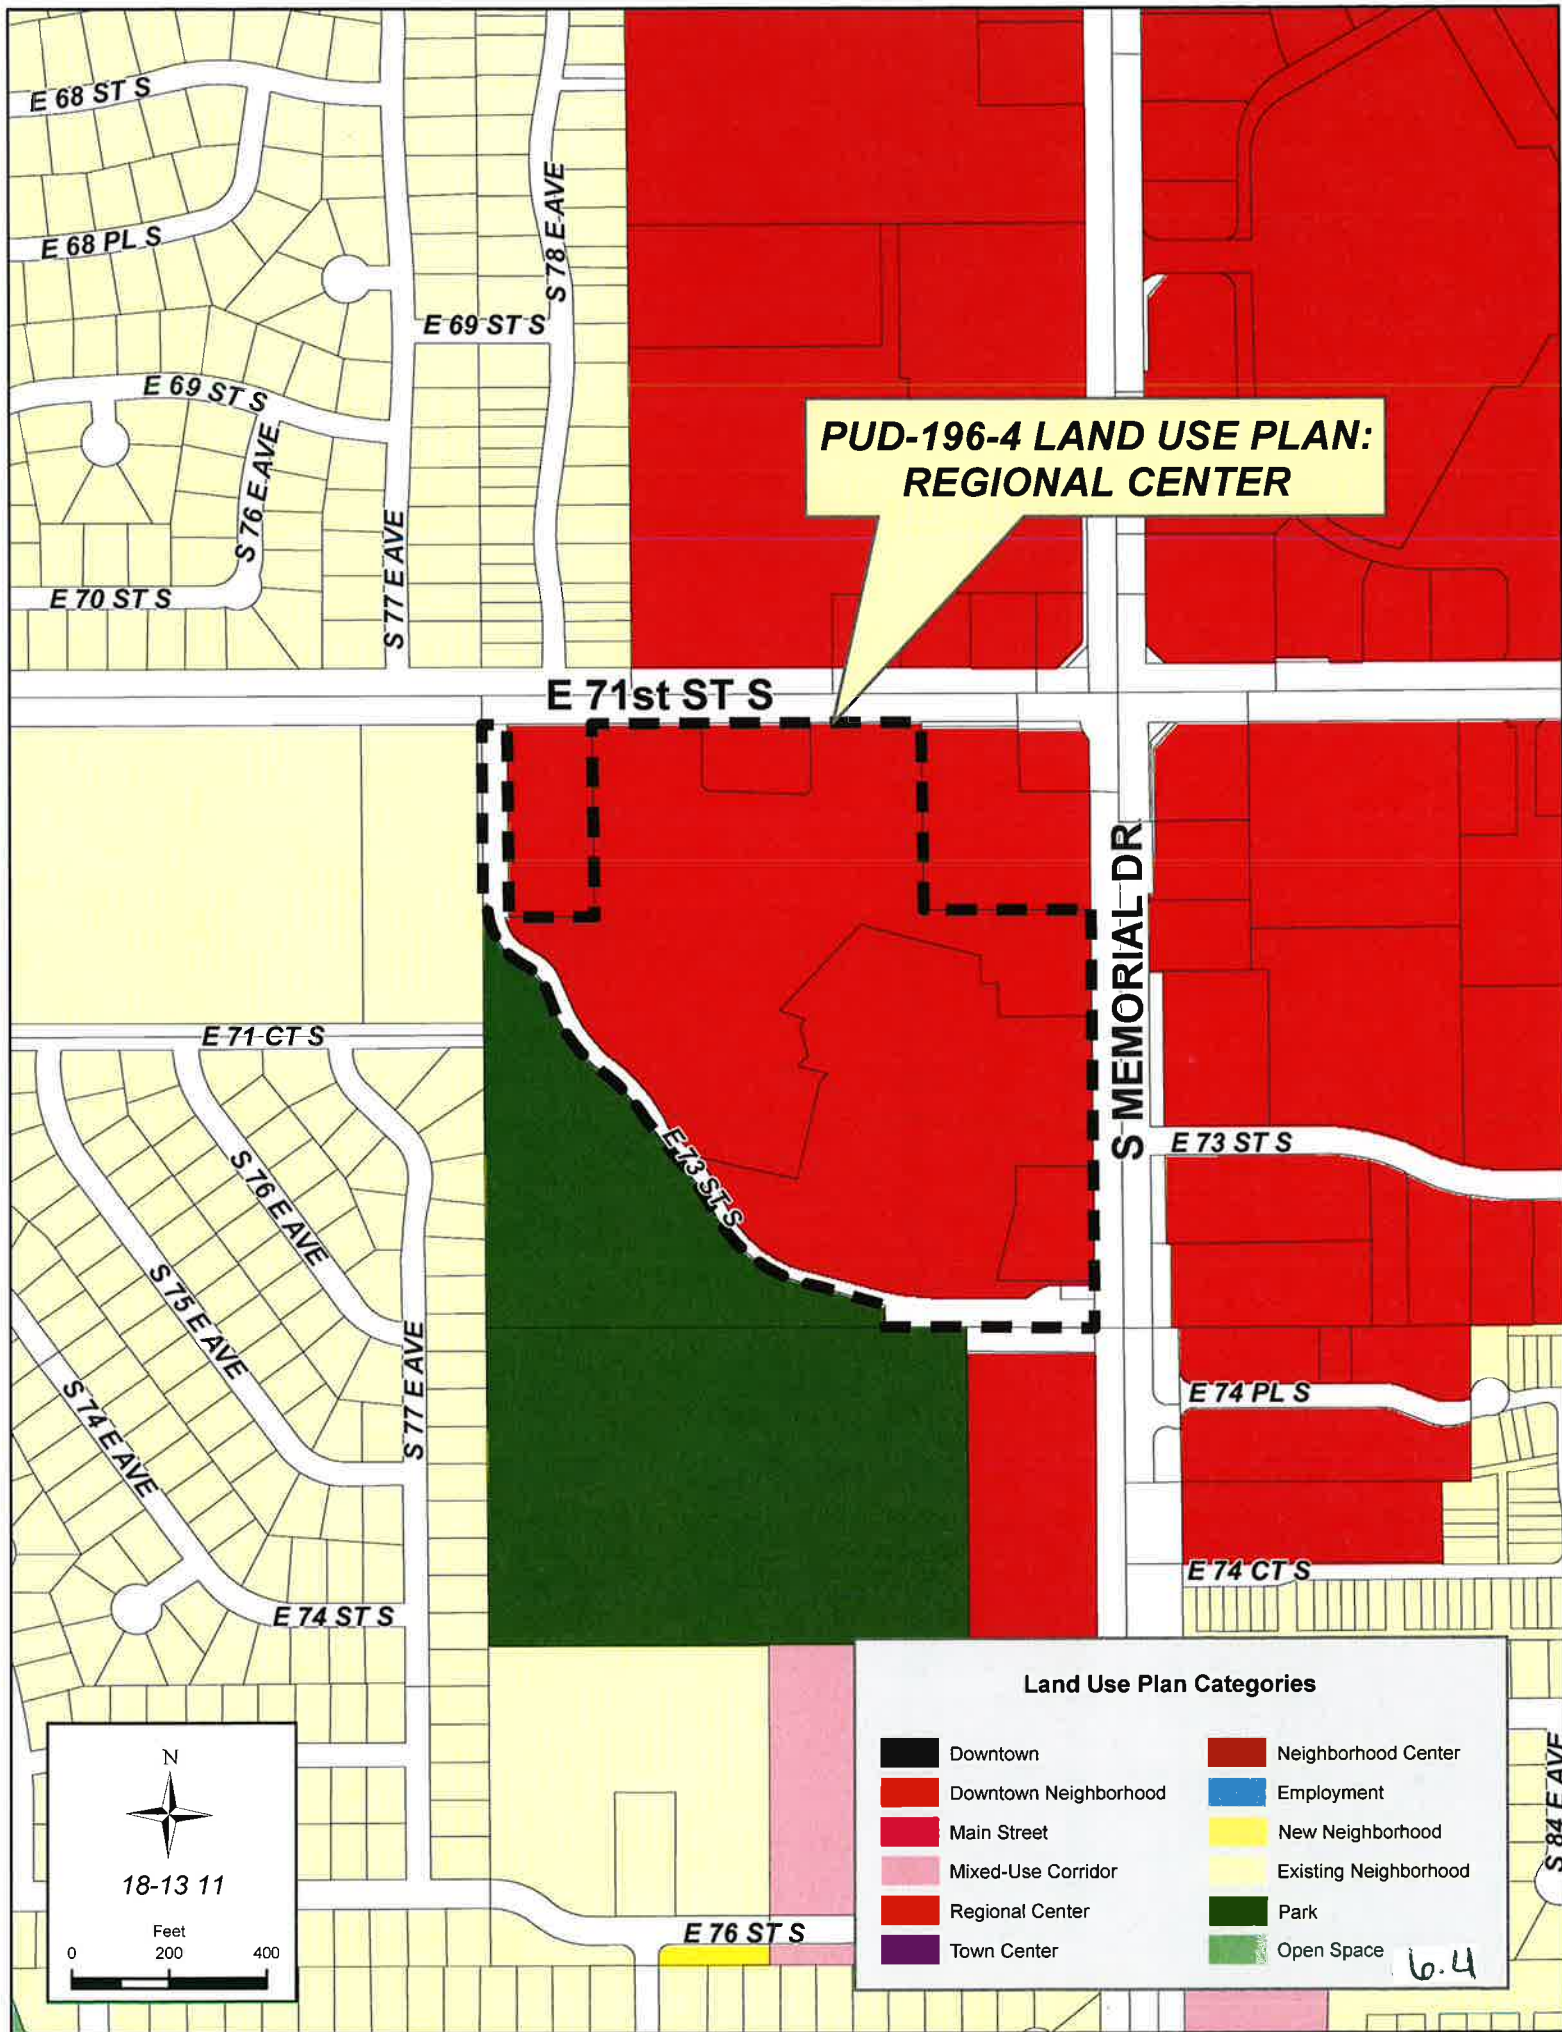 E 68 ST S
E 68 PL S
S 78 E AVE
E 69 ST S
E 69 ST S
S 76 E AVE
S 77 E AVE
E 70 ST S
PUD-196-4 LAND USE PLAN:
REGIONAL CENTER
E 71st ST S
S MEMORIAL DR
E 71 CT S
E 73 ST S
E 73 ST S
S 76 E AVE
S 75 E AVE
S 74 E AVE
S 77 E AVE
E 74 PL S
E 74 CT S
E 74 ST S
E 76 ST S
S 84 E AVE
Land Use Plan Categories
Downtown
Downtown Neighborhood
Main Street
Mixed-Use Corridor
Regional Center
Town Center
Neighborhood Center
Employment
New Neighborhood
Existing Neighborhood
Park
Open Space
6.4
N
18-13 11
Feet
0 200 400